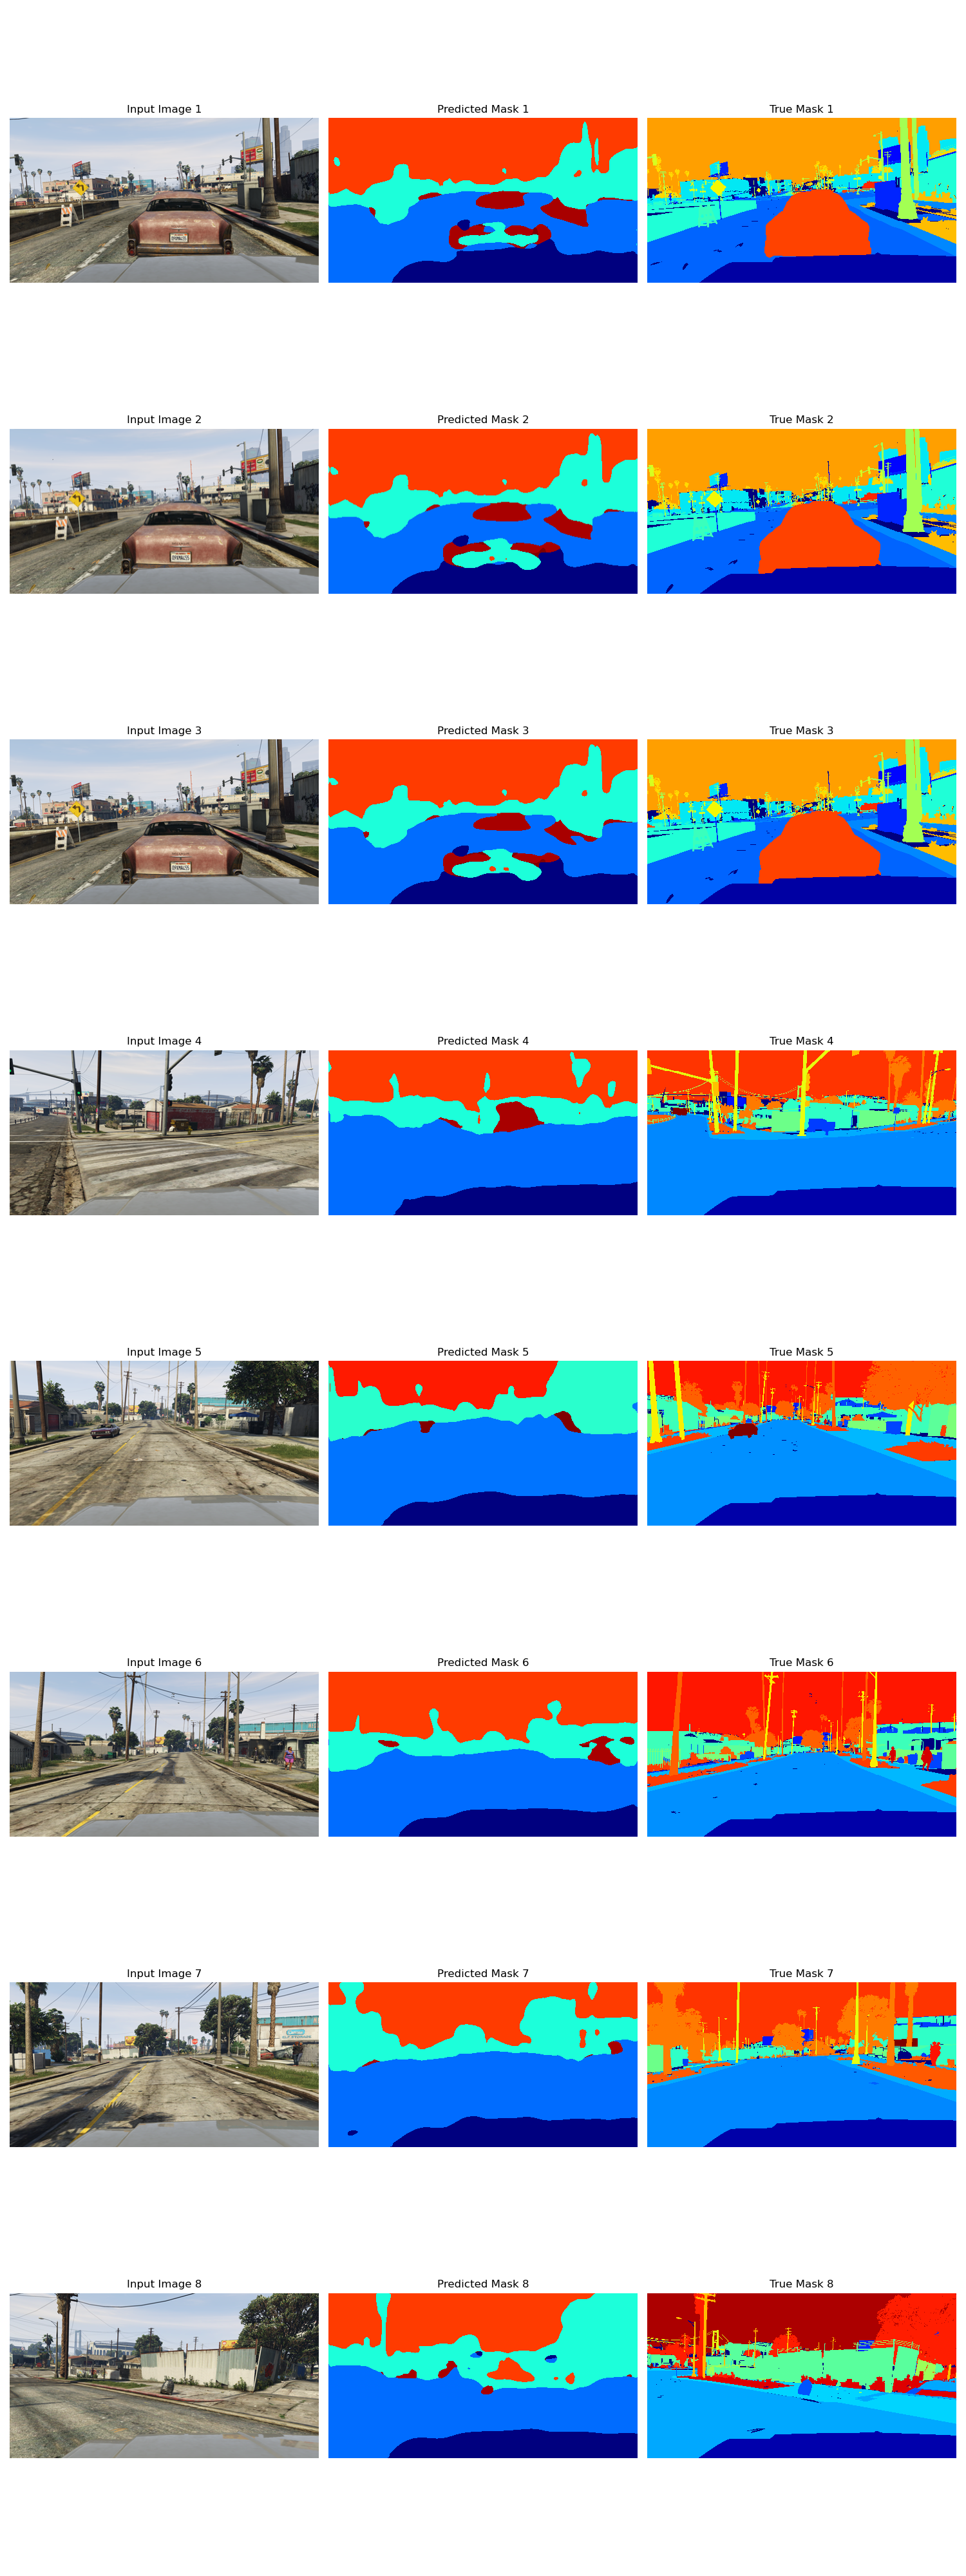 Input Image 1
Predicted Mask 1
True Mask 1
Input Image 2
Predicted Mask 2
True Mask 2
Input Image 3
Predicted Mask 3
True Mask 3
Input Image 4
Predicted Mask 4
True Mask 4
Input Image 5
Predicted Mask 5
True Mask 5
Input Image 6
Predicted Mask 6
True Mask 6
Input Image 7
Predicted Mask 7
True Mask 7
Input Image 8
Predicted Mask 8
True Mask 8